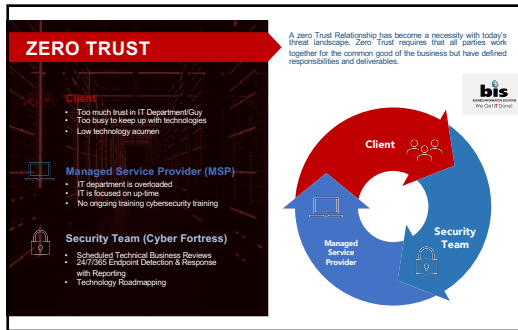 ZERO TRUST
Client
• Too much trust in IT Department/Guy
• Too busy to keep up with technologies
• Low technology acumen
Managed Service Provider (MSP)
• IT department is overloaded
• IT is focused on up-time
• No ongoing training cybersecurity training
Security Team (Cyber Fortress)
• Scheduled Technical Business Reviews
• 24/7/365 Endpoint Detection & Response
with Reporting
• Technology Roadmapping
A zero Trust Relationship has become a necessity with today's
threat landscape. Zero Trust requires that all parties work
together for the common good of the business but have defined
responsibilities and deliverables.
bis
BUSINESS INFORMATION SOLUTIONS
We Get IT Done!
Client
Security
Team
Managed
Service
Provider